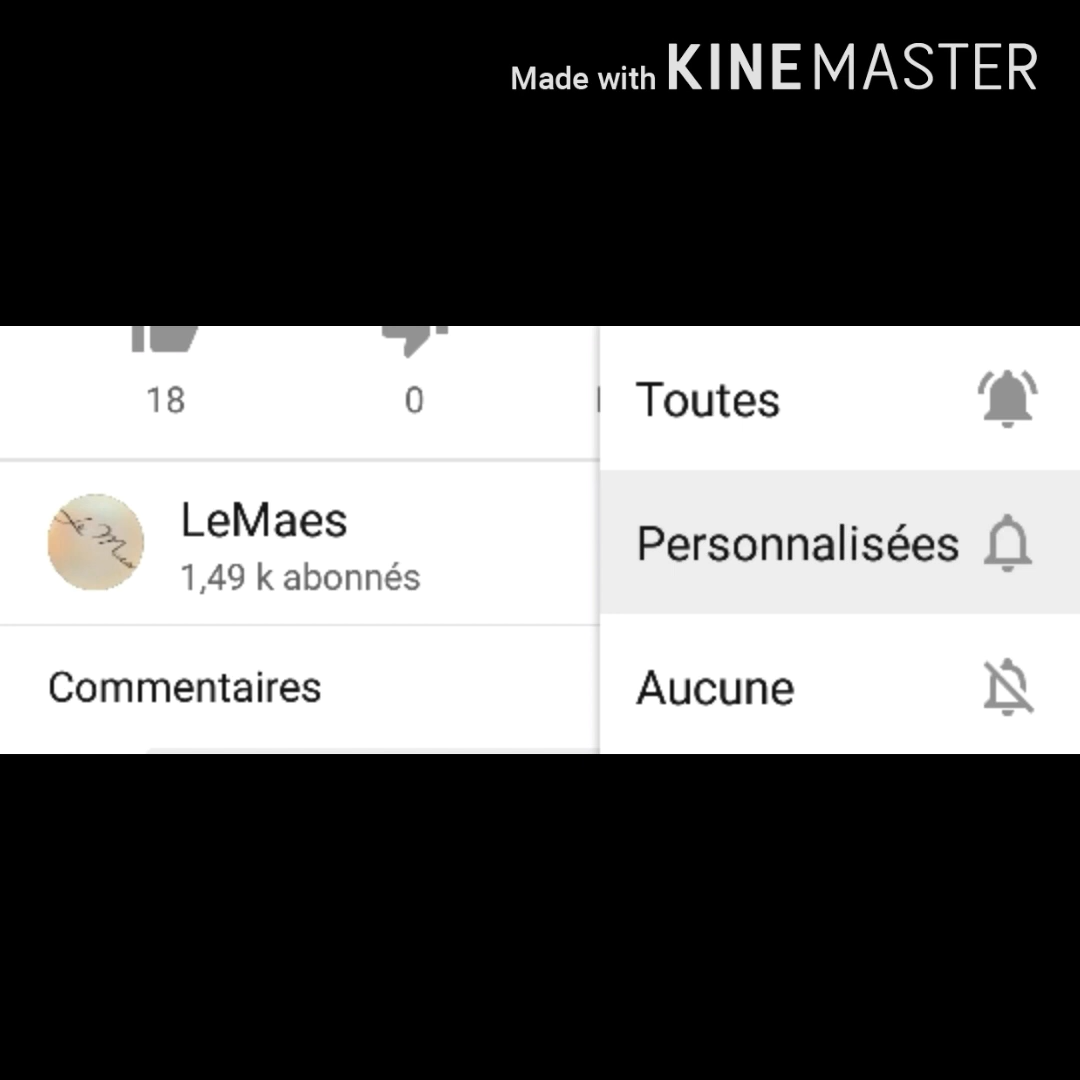 Made with KINEMASTER
18
0
LeMaes
1,49 k abonnés
Commentaires
Toutes
Personnalisées
Aucune